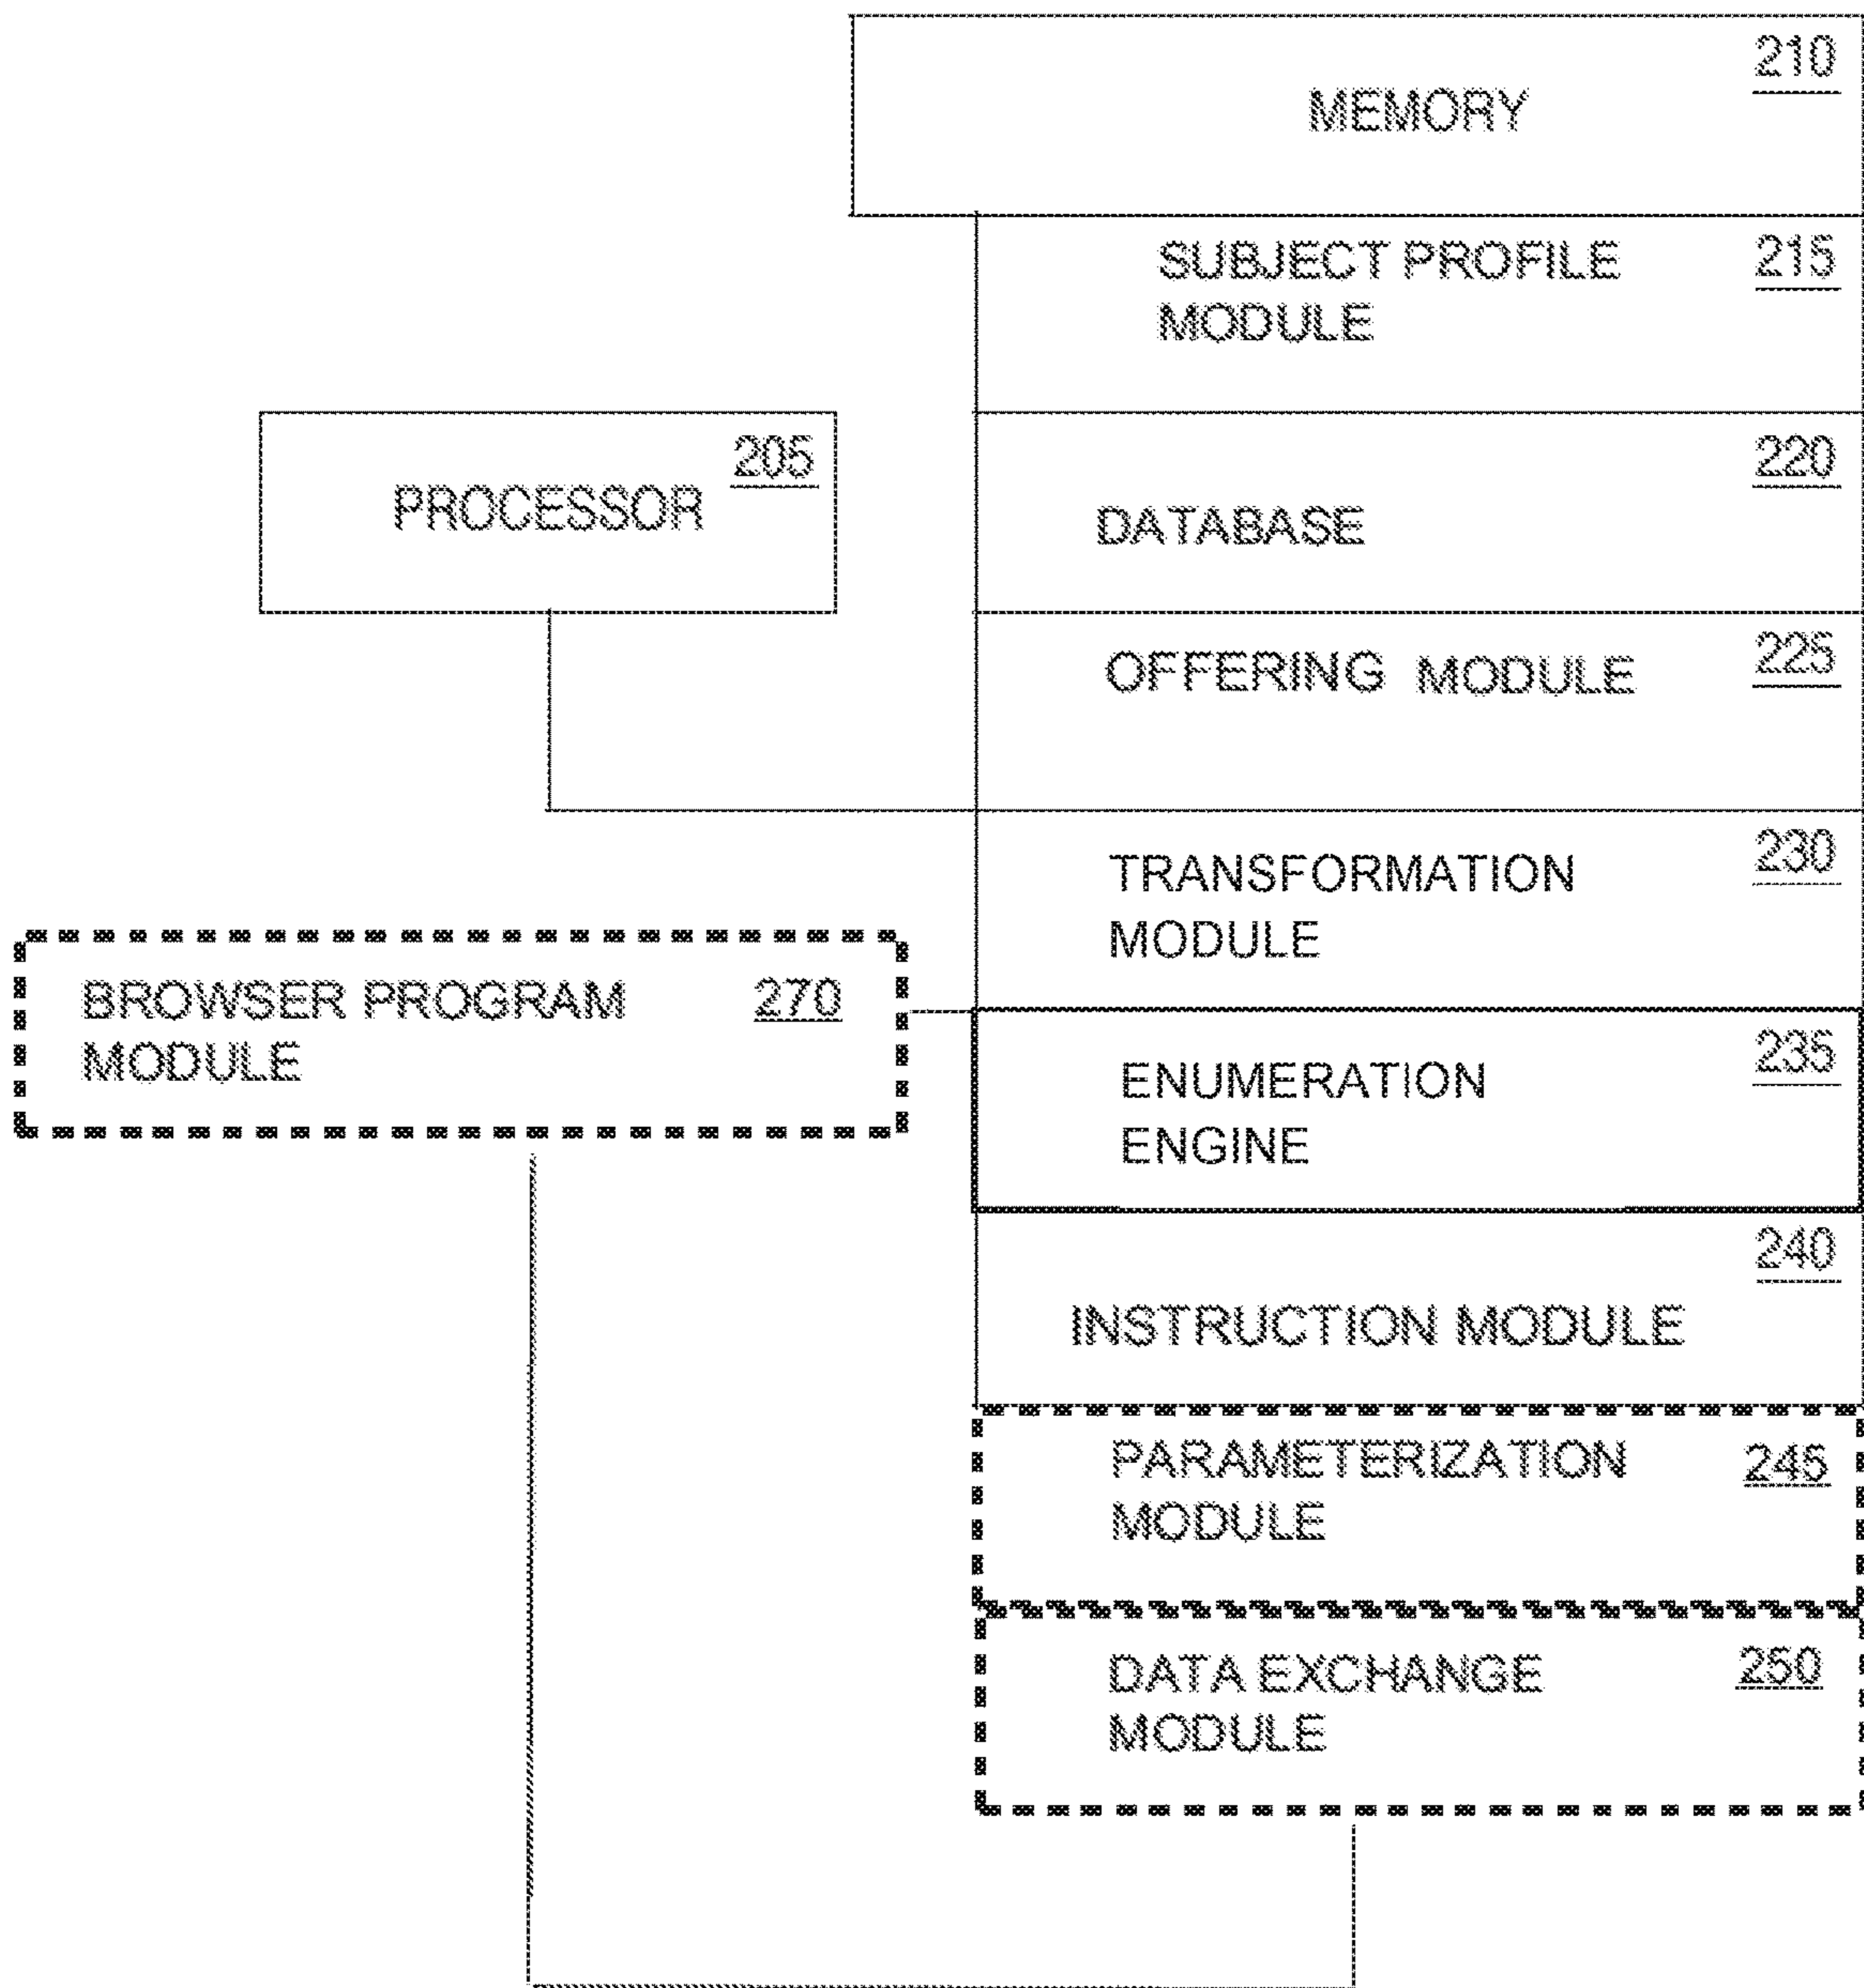 210
MEMORY
SUBJECT PROFILE 215
MODULE
205
PROCESSOR
220
DATABASE
225
OFFERING MODULE
230
TRANSFORMATION
MODULE
BROWSER PROGRAM 270
MODULE
235
ENUMERATION
ENGINE
240
INSTRUCTION MODULE
PARAMETERIZATION 245
MODULE
DATA EXCHANGE 250
MODULE